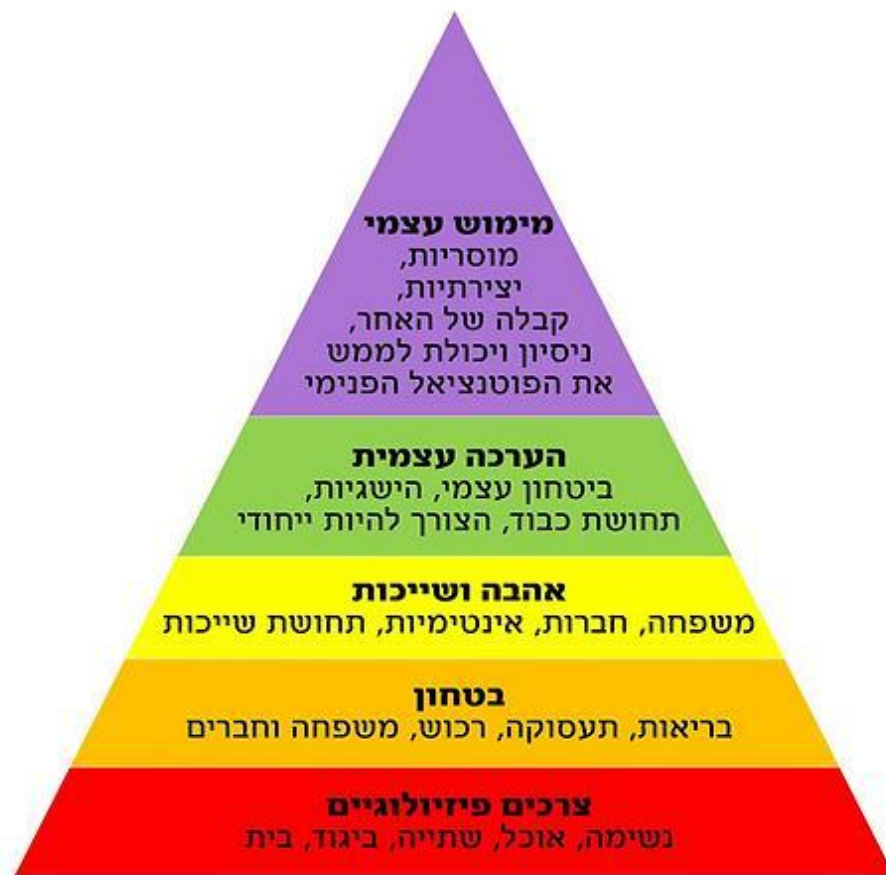 מימוש עצמי
מוסריות,
יצירתיות,
קבלה של האחר,
ניסיון ויכולת לממש
את הפוטנציאל הפנימי
הערכה עצמית
ביטחון עצמי, הישגיות,
תחושת כבוד, הצורך להיות ייחודי
אהבה ושייכות
משפחה, חברות, אינטימיות, תחושת שייכות
בטחון
בריאות, תעסוקה, רכוש, משפחה וחברים
צרכים פיזיולוגיים
נשימה, אוכל, שתייה, ביגוד, בית